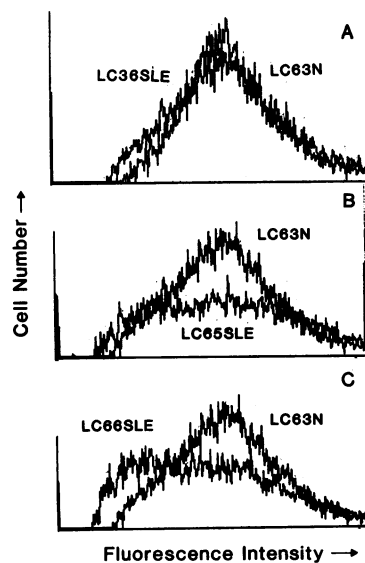 A
LC36SLE
LC63N
B
LC63N
LC65SLE
C
LC66SLE
LC63N
Cell Number →
Fluorescence Intensity →